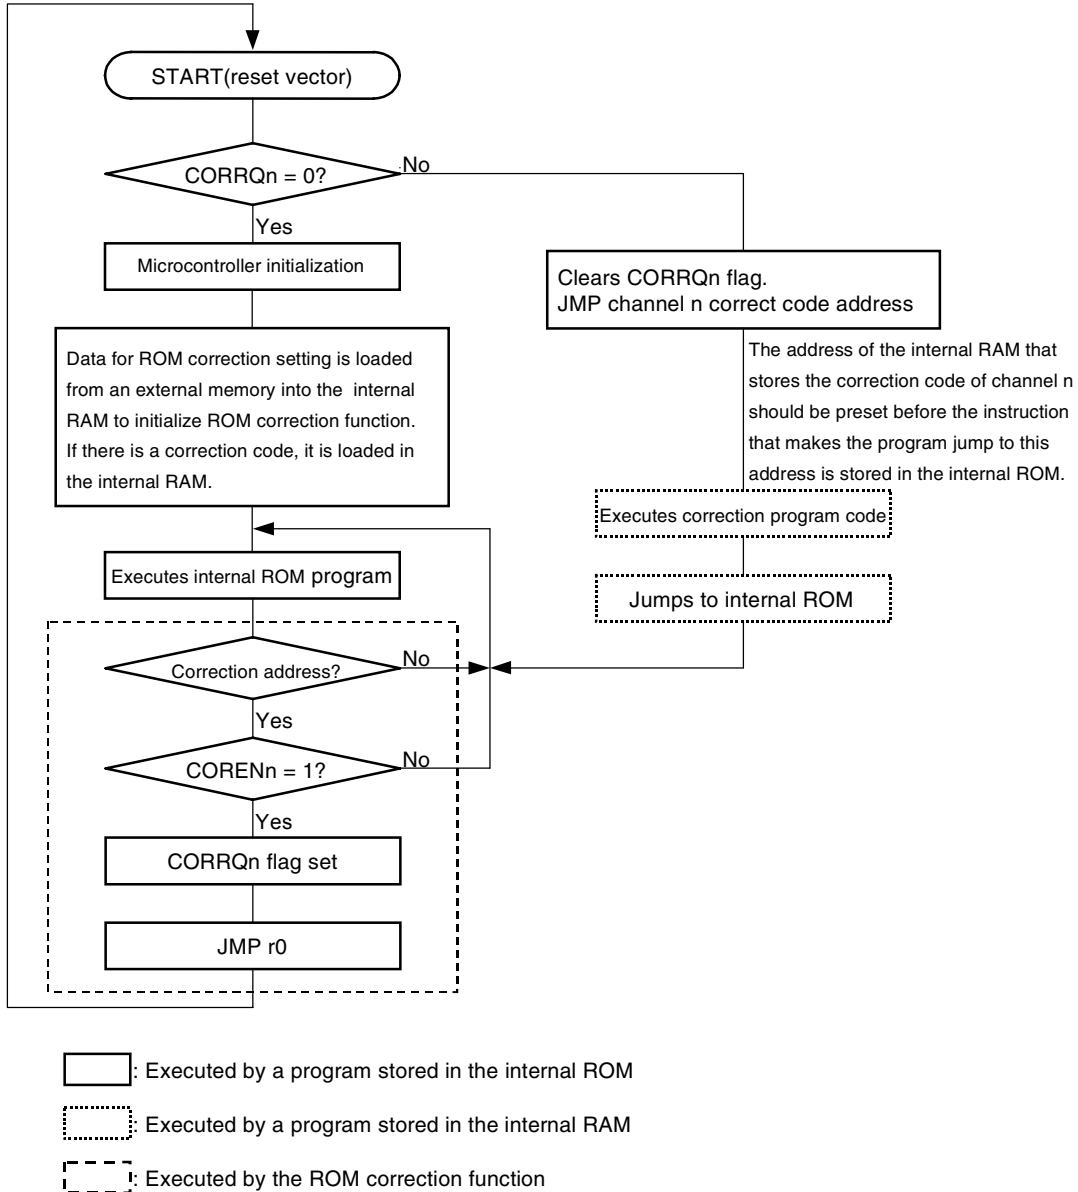 START(reset vector)
CORRQn = 0?
No
Yes
Microcontroller initialization
Clears CORRQn flag.
JMP channel n correct code address
Data for ROM correction setting is loaded
from an external memory into the internal
RAM to initialize ROM correction function.
If there is a correction code, it is loaded in
the internal RAM.
The address of the internal RAM that
stores the correction code of channel n
should be preset before the instruction
that makes the program jump to this
address is stored in the internal ROM.
Executes correction program code
Executes internal ROM program
Jumps to internal ROM
Correction address?
No
Yes
CORENn = 1?
No
Yes
CORRQn flag set
JMP r0
: Executed by a program stored in the internal ROM
: Executed by a program stored in the internal RAM
: Executed by the ROM correction function